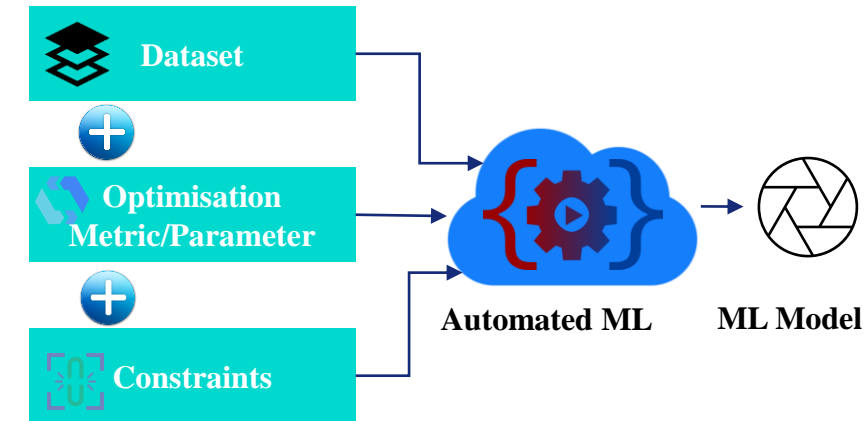 Dataset
Optimisation
Metric/Parameter
Constraints
Automated ML
ML Model